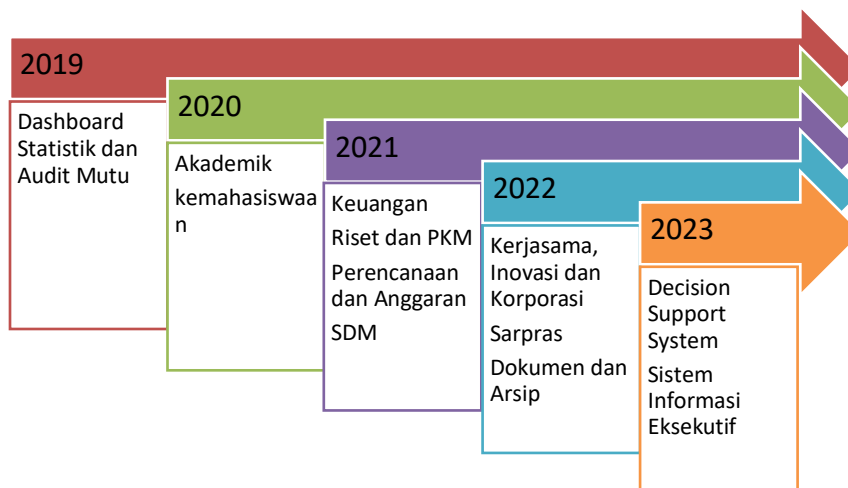 2019
Dashboard
Statistik dan
Audit Mutu
2020
Akademik
kemahasiswaa
n
2021
Keuangan
Riset dan PKM
Perencanaan
dan Anggaran
SDM
2022
Kerjasama,
Inovasi dan
Korporasi
Sarpras
Dokumen dan
Arsip
2023
Decision
Support
System
Sistem
Informasi
Eksekutif